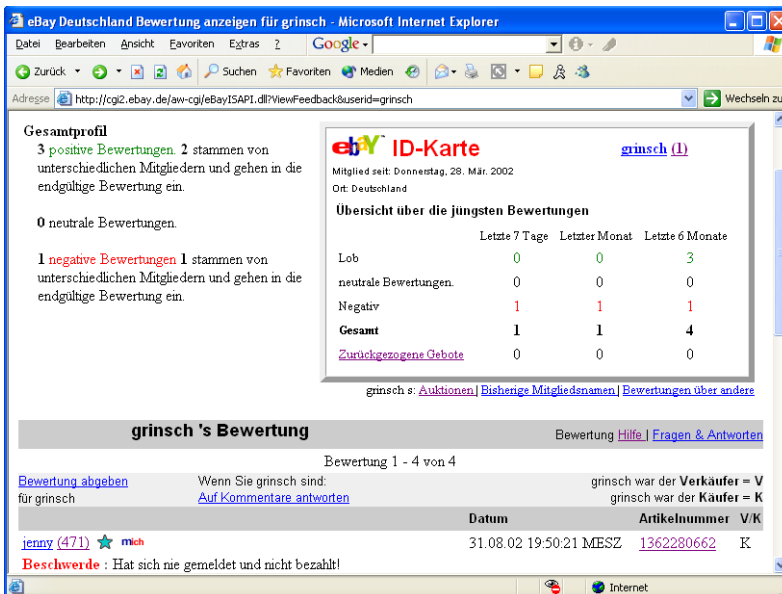 eBay Deutschland Bewertung anzeigen für grinsch - Microsoft Internet Explorer
Datei Bearbeiten Ansicht Favoriten Extras ? Google
Zurück Suchen Favoriten Medien
Adresse http://cgi2.ebay.de/aw-cgi/eBayISAPI.dll?ViewFeedback&userid=grinsch Wechseln zu
Gesamtprofil
3 positive Bewertungen. 2 stammen von
unterschiedlichen Mitgliedern und gehen in die
endgültige Bewertung ein.
0 neutrale Bewertungen.
1 negative Bewertungen 1 stammen von
unterschiedlichen Mitgliedern und gehen in die
endgültige Bewertung ein.
ebaY ID-Karte grinsch (1)
Mitglied seit: Donnerstag, 28. Mär. 2002
Ort: Deutschland
Übersicht über die jüngsten Bewertungen
Letzte 7 Tage Letzter Monat Letzte 6 Monate
Lob 0 0 3
neutrale Bewertungen. 0 0 0
Negativ 1 1 1
Gesamt 1 1 4
Zurückgezogene Gebote 0 0 0
grinsch s: Auktionen | Bisherige Mitgliedsnamen | Bewertungen über andere
grinsch 's Bewertung Bewertung Hilfe | Fragen & Antworten
Bewertung 1 - 4 von 4
Bewertung abgeben Wenn Sie grinsch sind: grinsch war der Verkäufer = V
für grinsch Auf Kommentare antworten grinsch war der Käufer = K
Datum Artikelnummer V/K
jenny (471) mich 31.08.02 19:50:21 MESZ 1362280662 K
Beschwerde : Hat sich nie gemeldet und nicht bezahlt!
Internet